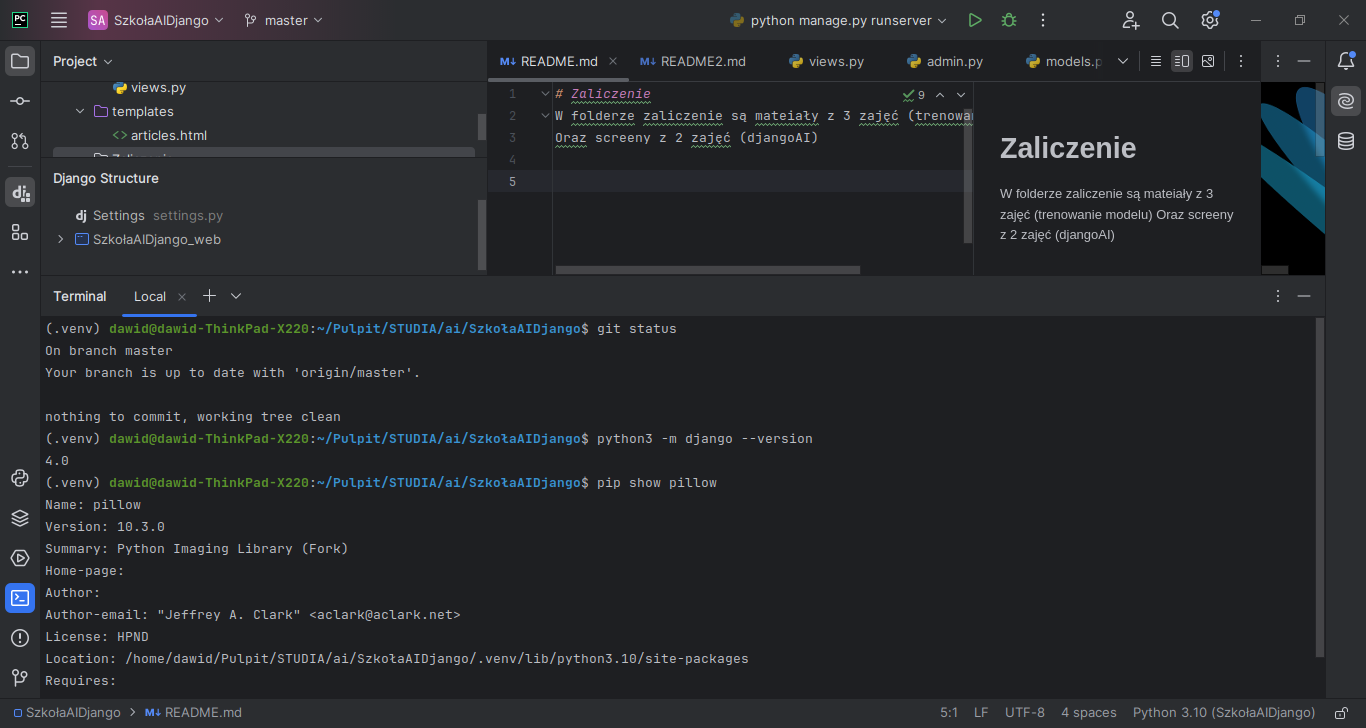 PC
SA SzkołaAIDjango
master
python manage.py runserver
Project
views.py
templates
<> articles.html
Django Structure
dj Settings settings.py
SzkołaAIDjango_web
M↓ README.md
M↓ README2.md
views.py
admin.py
models.p
1 # Zaliczenie
9
2 W folderze zaliczenie są mateiały z 3 zajęć (trenowan
3 Oraz screeny z 2 zajęć (djangoAI)
4
5
Zaliczenie
W folderze zaliczenie są mateiały z 3
zajęć (trenowanie modelu) Oraz screeny
z 2 zajęć (djangoAI)
Terminal Local
(.venv) dawid@dawid-ThinkPad-X220:~/Pulpit/STUDIA/ai/SzkołaAIDjango$ git status
On branch master
Your branch is up to date with 'origin/master'.
nothing to commit, working tree clean
(.venv) dawid@dawid-ThinkPad-X220:~/Pulpit/STUDIA/ai/SzkołaAIDjango$ python3 -m django --version
4.0
(.venv) dawid@dawid-ThinkPad-X220:~/Pulpit/STUDIA/ai/SzkołaAIDjango$ pip show pillow
Name: pillow
Version: 10.3.0
Summary: Python Imaging Library (Fork)
Home-page:
Author:
Author-email: "Jeffrey A. Clark" <aclark@aclark.net>
License: HPND
Location: /home/dawid/Pulpit/STUDIA/ai/SzkołaAIDjango/.venv/lib/python3.10/site-packages
Requires:
SzkołaAIDjango > M↓ README.md
5:1 LF UTF-8 4 spaces Python 3.10 (SzkołaAIDjango)